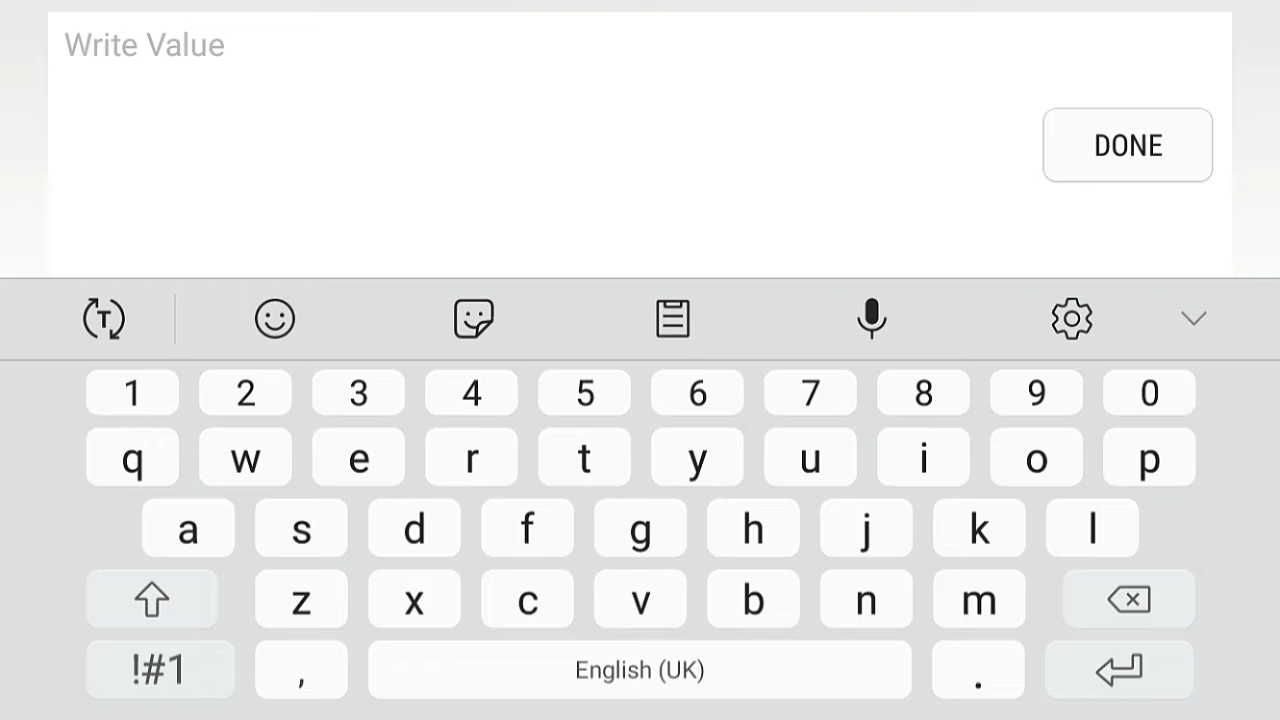 Write Value
DONE
T
1 2 3 4 5 6 7 8 9 0
q w e r t y u i o p
a s d f g h j k l
z x c v b n m
!#1 , English (UK) .